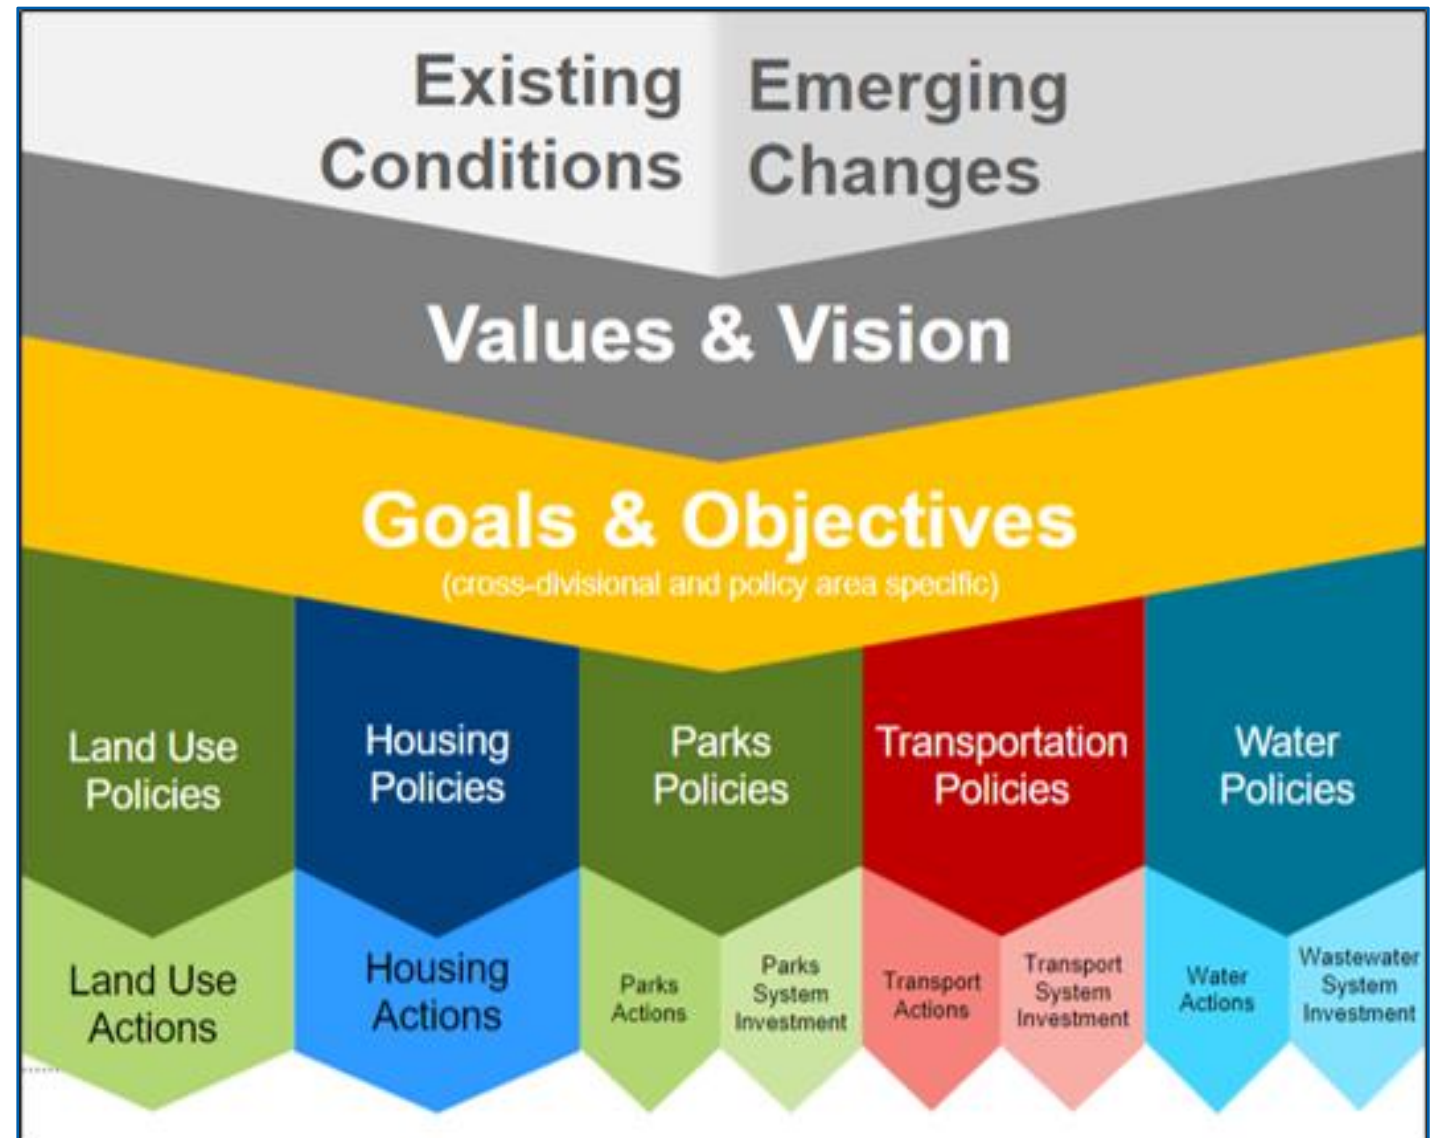 Existing
Conditions
Emerging
Changes
Values & Vision
Goals & Objectives
(cross-divisional and policy area specific)
Land Use
Policies
Housing
Policies
Parks
Policies
Transportation
Policies
Water
Policies
Land Use
Actions
Housing
Actions
Parks
Actions
Parks
System
Investment
Transport
Actions
Transport
System
Investment
Water
Actions
Wastewater
System
Investment